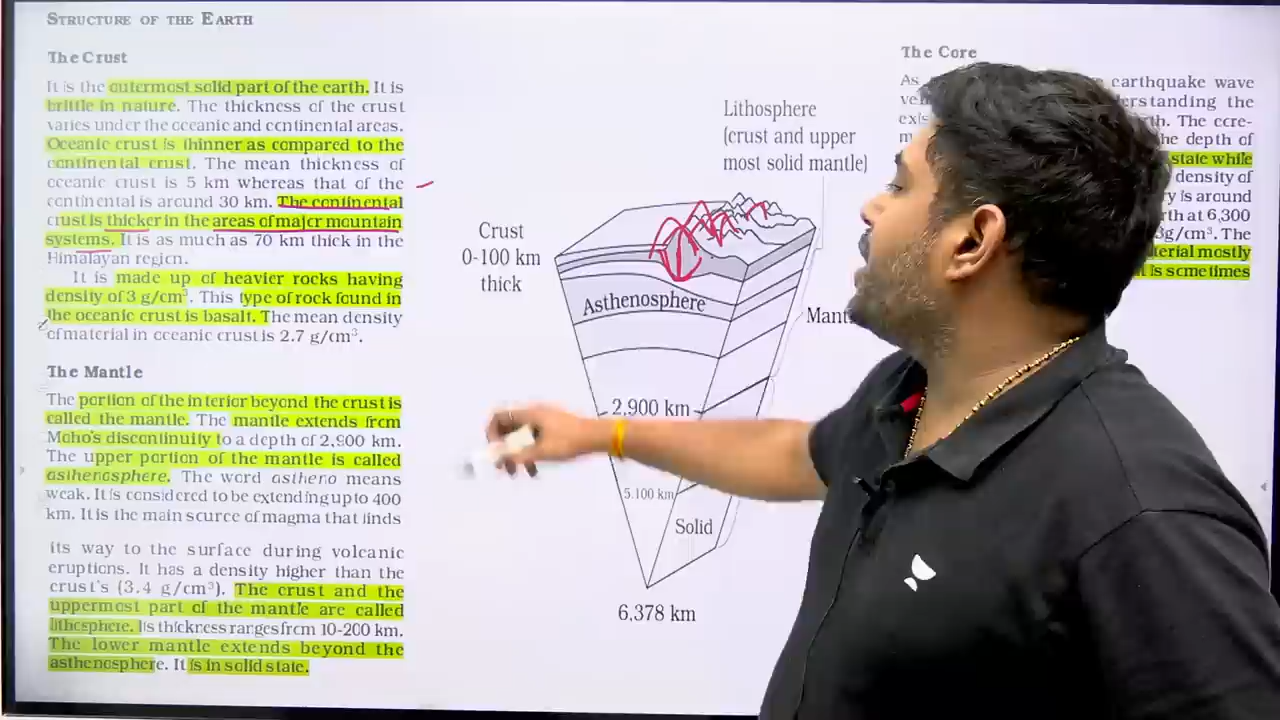 STRUCTURE OF THE EARTH
The Crust
It is the outermost solid part of the earth. It is
brittle in nature. The thickness of the crust
varies under the oceanic and continental areas.
Oceanic crust is thinner as compared to the
continental crust. The mean thickness of
oceanic crust is 5 km whereas that of the
continental is around 30 km. The continental
crust is thicker in the areas of major mountain
systems. It is as much as 70 km thick in the
Himalayan region.
It is made up of heavier rocks having
density of 3 g/cm³. This type of rock found in
the oceanic crust is basalt. The mean density
of material in oceanic crust is 2.7 g/cm³.
The Mantle
The portion of the interior beyond the crust is
called the mantle. The mantle extends from
Moho's discontinuity to a depth of 2,900 km.
The upper portion of the mantle is called
asthenosphere. The word astheno means
weak. It is considered to be extending up to 400
km. It is the main source of magma that finds
its way to the surface during volcanic
eruptions. It has a density higher than the
crust's (3.4 g/cm³). The crust and the
uppermost part of the mantle are called
lithosphere. Its thickness ranges from 10-200 km.
The lower mantle extends beyond the
asthenosphere. It is in solid state.
Lithosphere
(crust and upper
most solid mantle)
Crust
0-100 km
thick
Asthenosphere
2,900 km
5,100 km
Solid
6,378 km
The Core
As earthquake wave
the
th. The core-
the depth of
state while
density of
is around
at 6,300
3g/cm³. The
mostly
is sometimes